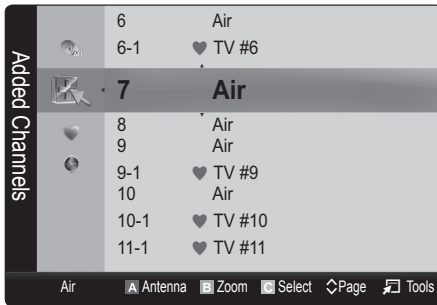 Added Channels
6 Air
6-1 ♥ TV #6
7 Air
8 Air
9 Air
9-1 ♥ TV #9
10 Air
10-1 ♥ TV #10
11-1 ♥ TV #11
Air A Antenna B Zoom C Select Page Tools